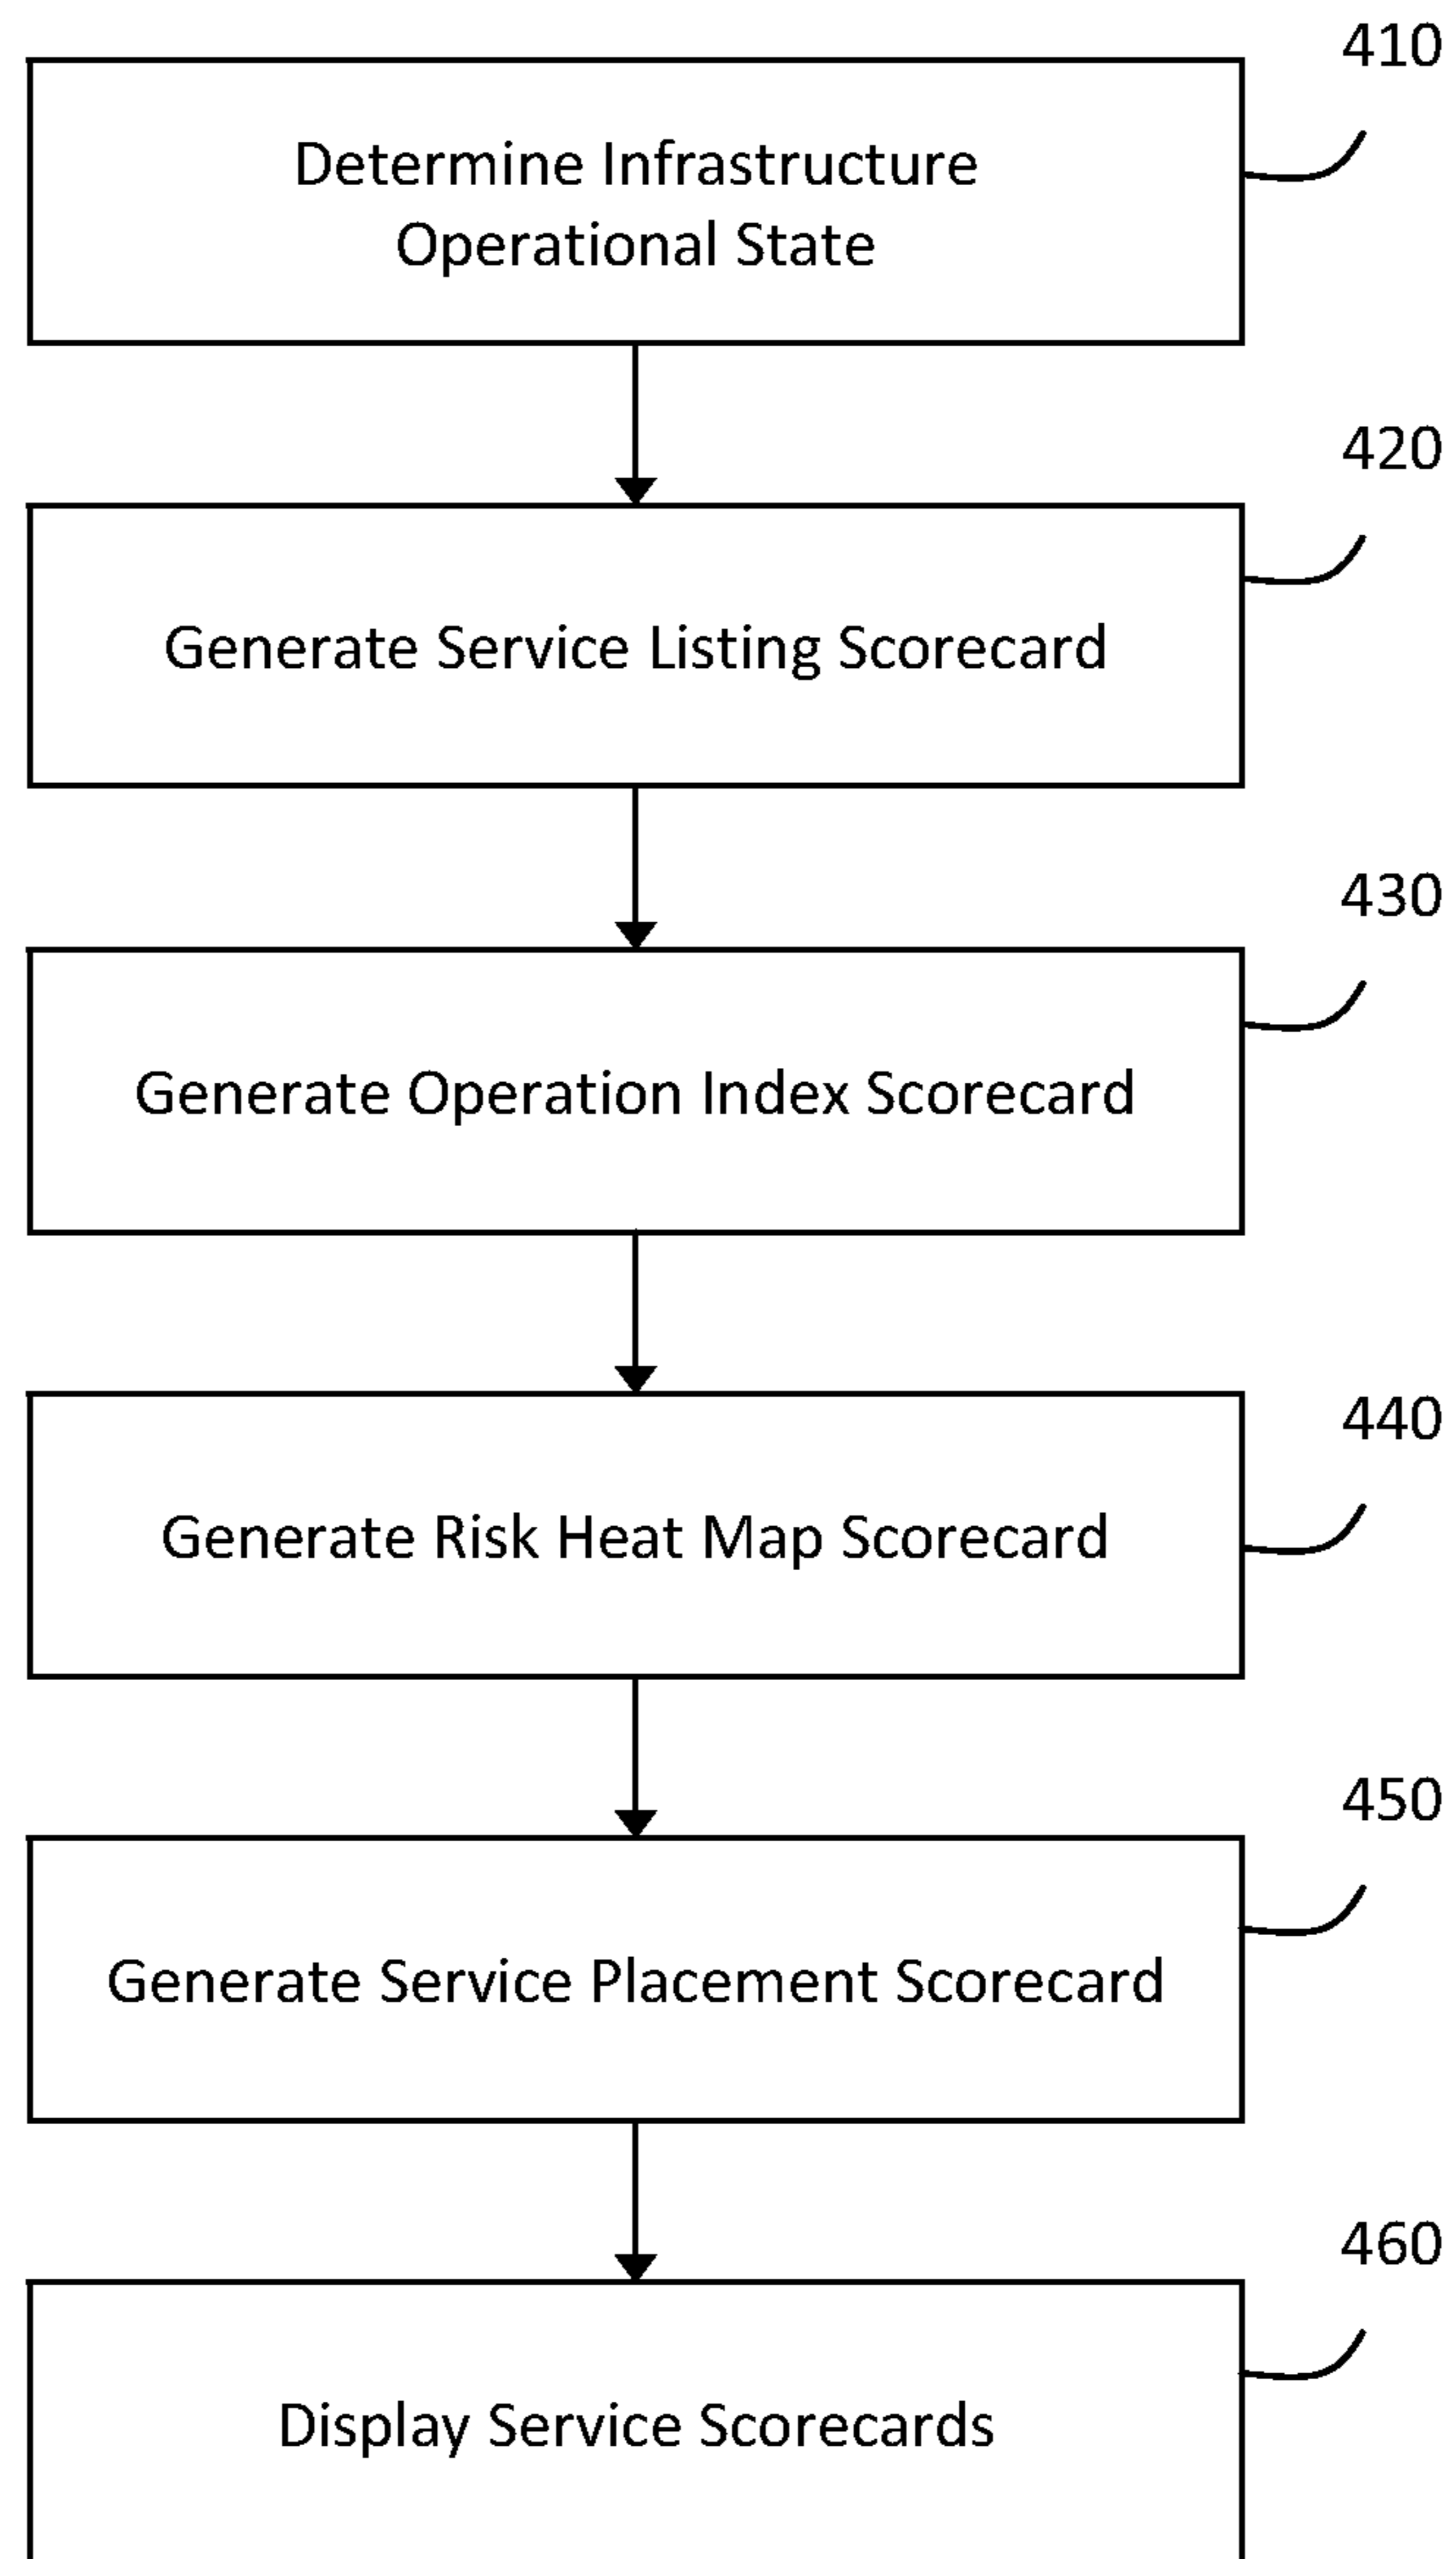 410
Determine Infrastructure
Operational State
420
Generate Service Listing Scorecard
430
Generate Operation Index Scorecard
440
Generate Risk Heat Map Scorecard
450
Generate Service Placement Scorecard
460
Display Service Scorecards